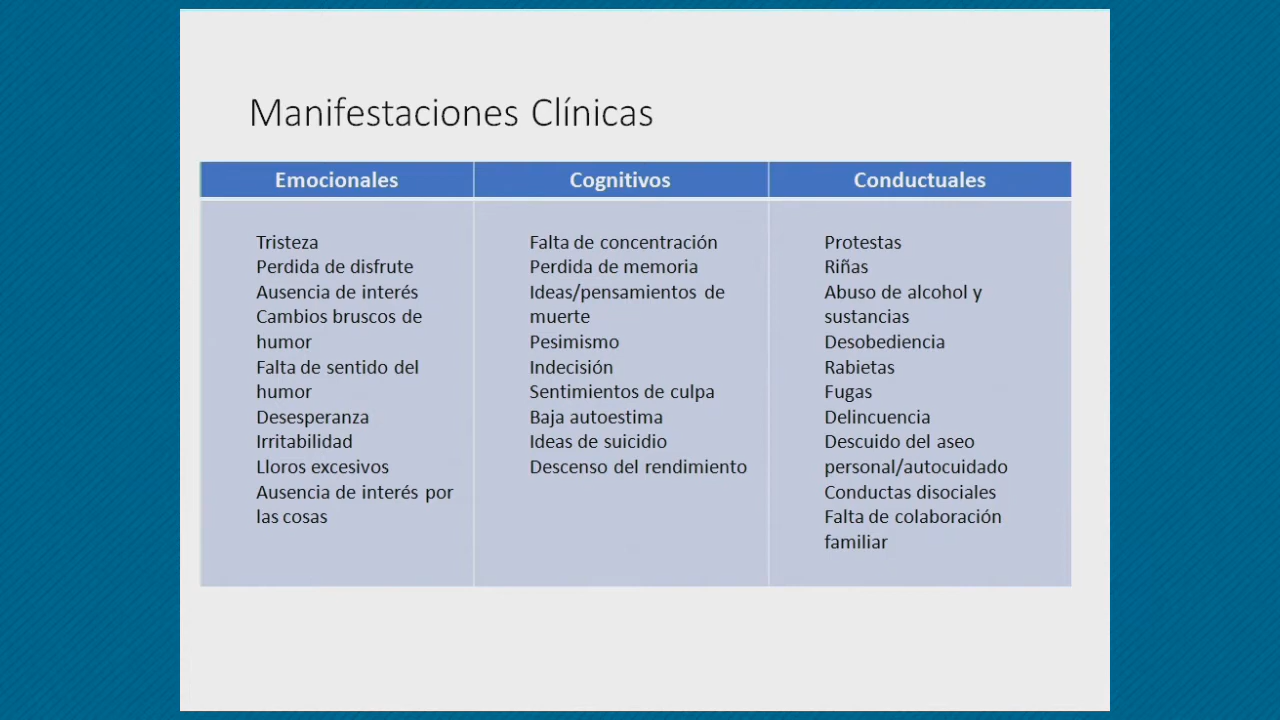 Manifestaciones Clínicas
Emocionales
Cognitivos
Conductuales
Tristeza
Perdida de disfrute
Ausencia de interés
Cambios bruscos de
humor
Falta de sentido del
humor
Desesperanza
Irritabilidad
Lloros excesivos
Ausencia de interés por
las cosas
Falta de concentración
Perdida de memoria
Ideas/pensamientos de
muerte
Pesimismo
Indecisión
Sentimientos de culpa
Baja autoestima
Ideas de suicidio
Descenso del rendimiento
Protestas
Riñas
Abuso de alcohol y
sustancias
Desobediencia
Rabietas
Fugas
Delincuencia
Descuido del aseo
personal/autocuidado
Conductas disociales
Falta de colaboración
familiar